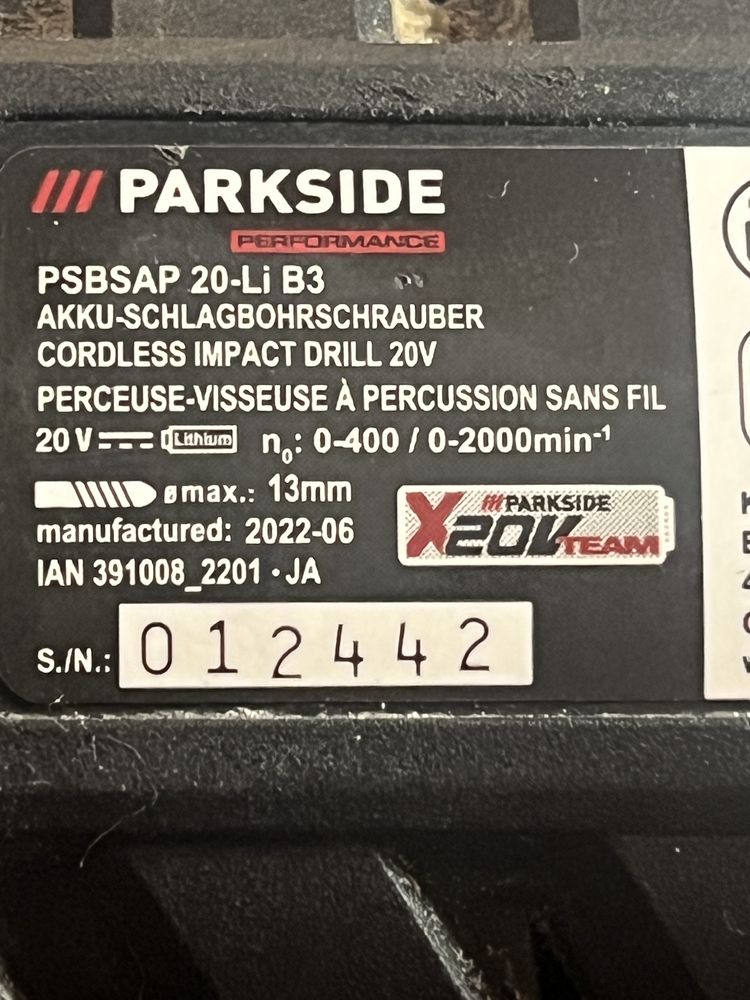 /// PARKSIDE
PERFORMANCE
PSBSAP 20-Li B3
AKKU-SCHLAGBOHRSCHRAUBER
CORDLESS IMPACT DRILL 20V
PERCEUSE-VISSEUSE À PERCUSSION SANS FIL
20 V Lithium n₀: 0-400 / 0-2000min⁻¹
ø max.: 13mm
manufactured: 2022-06
IAN 391008_2201 • JA
/// PARKSIDE
X20V TEAM
S./N.: 012442